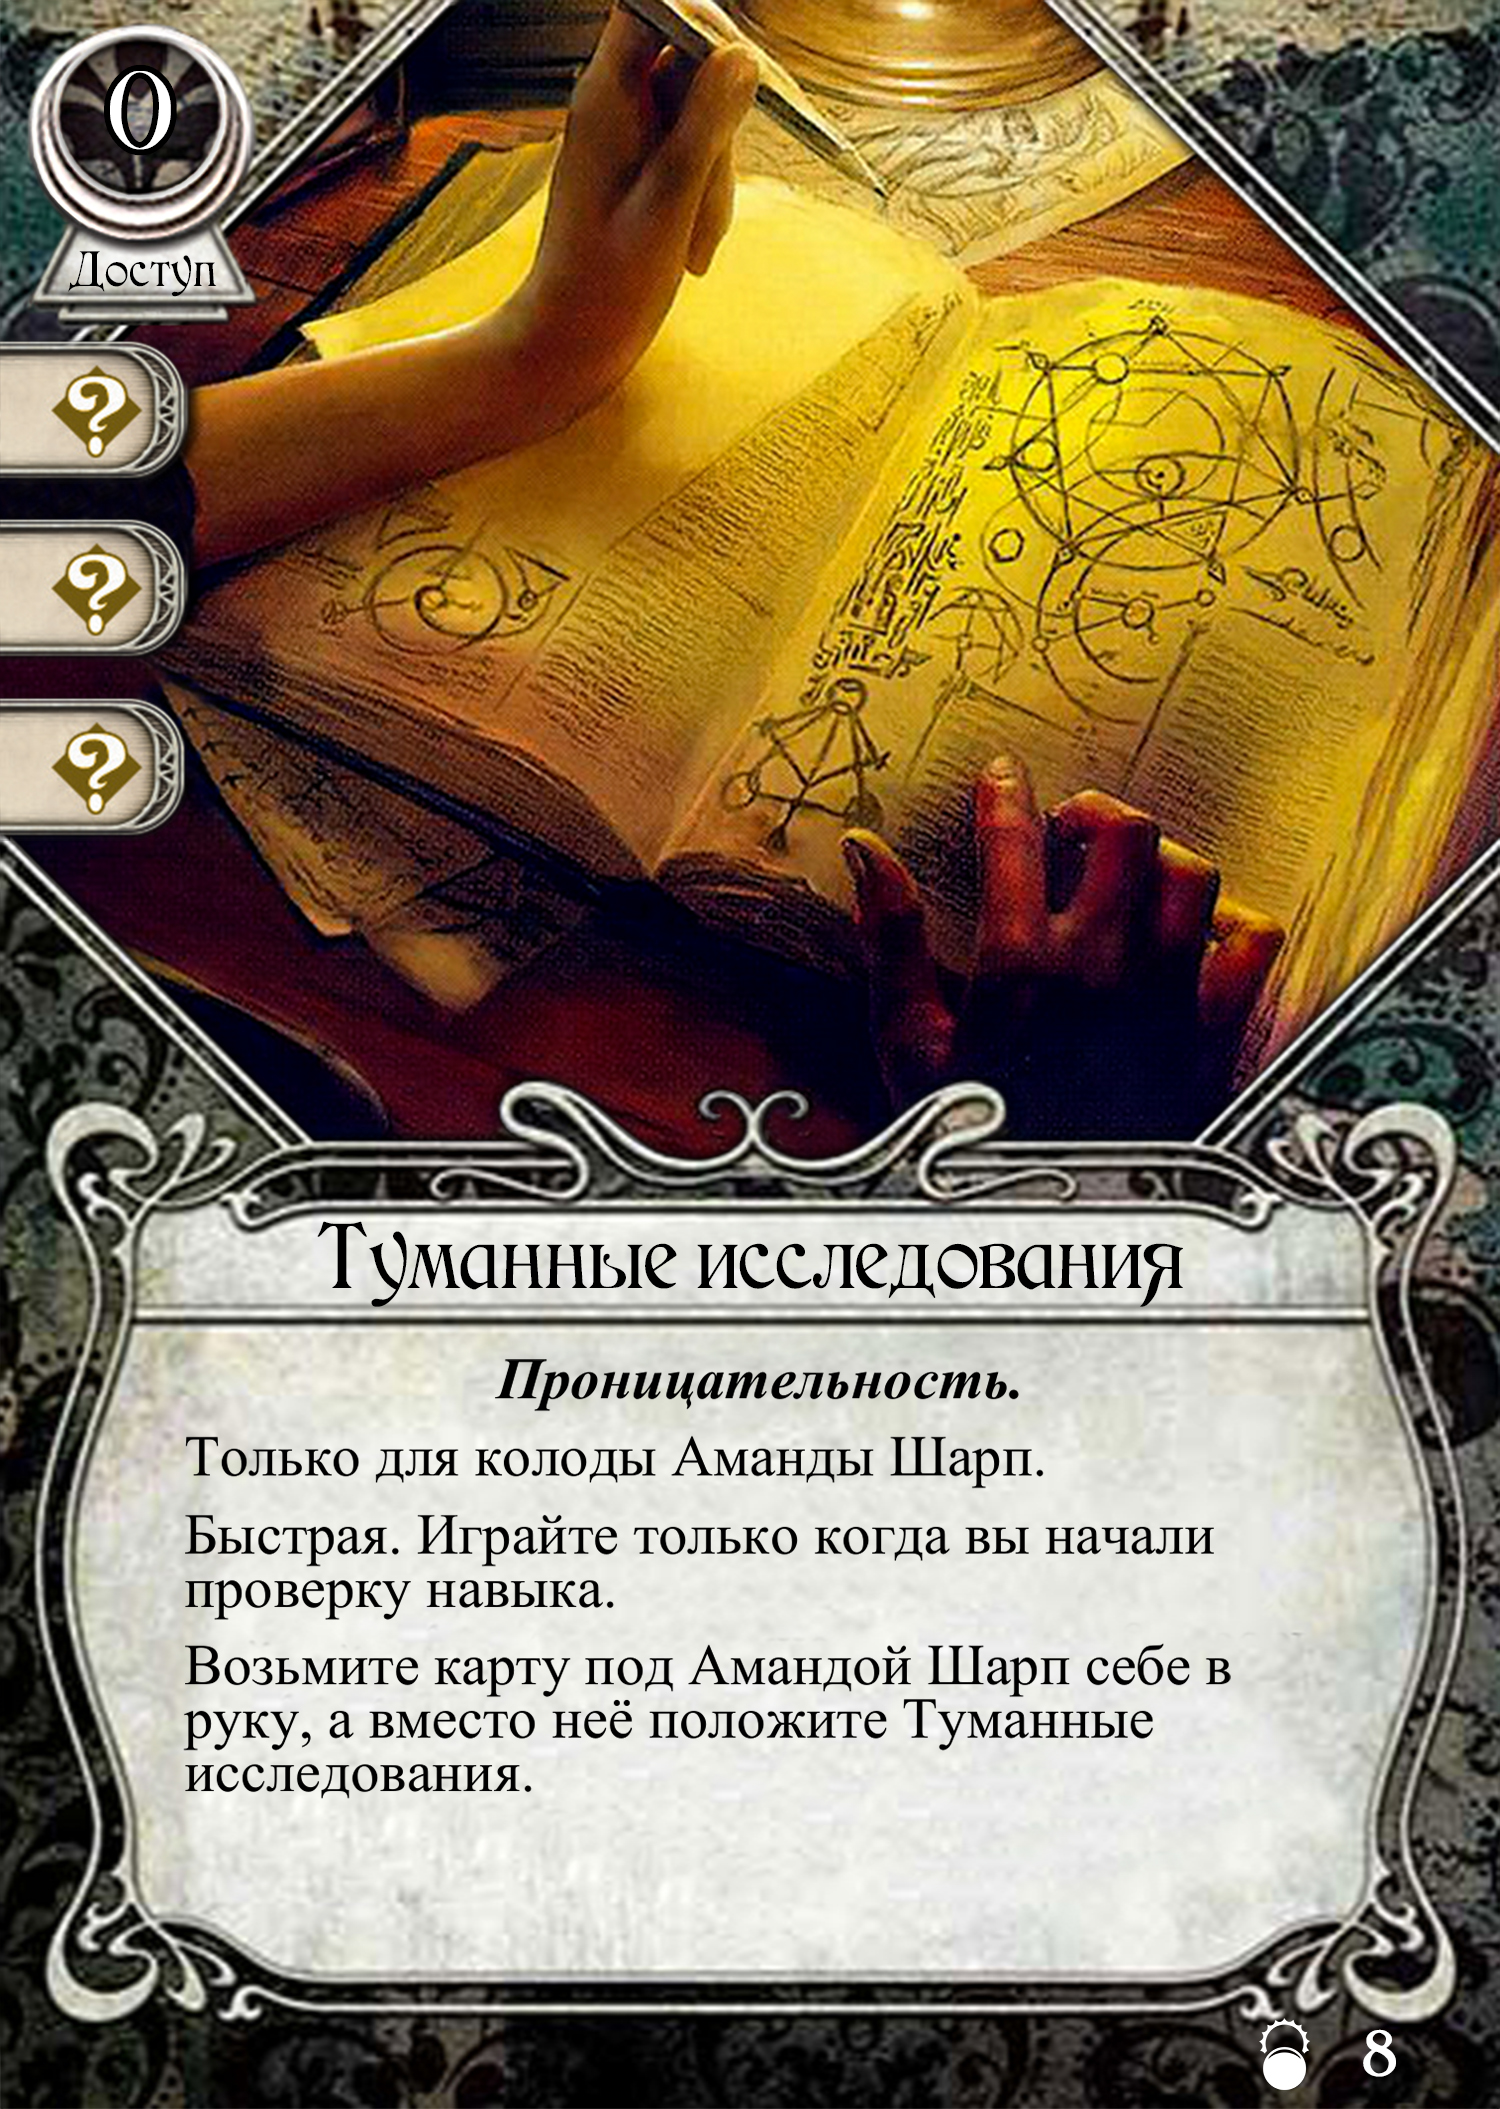 0
Доступ
?
?
?
Туманные исследования
Проницательность.
Только для колоды Аманды Шарп.
Быстрая. Играйте только когда вы начали
проверку навыка.
Возьмите карту под Амандой Шарп себе в
руку, а вместо неё положите Туманные
исследования.
8